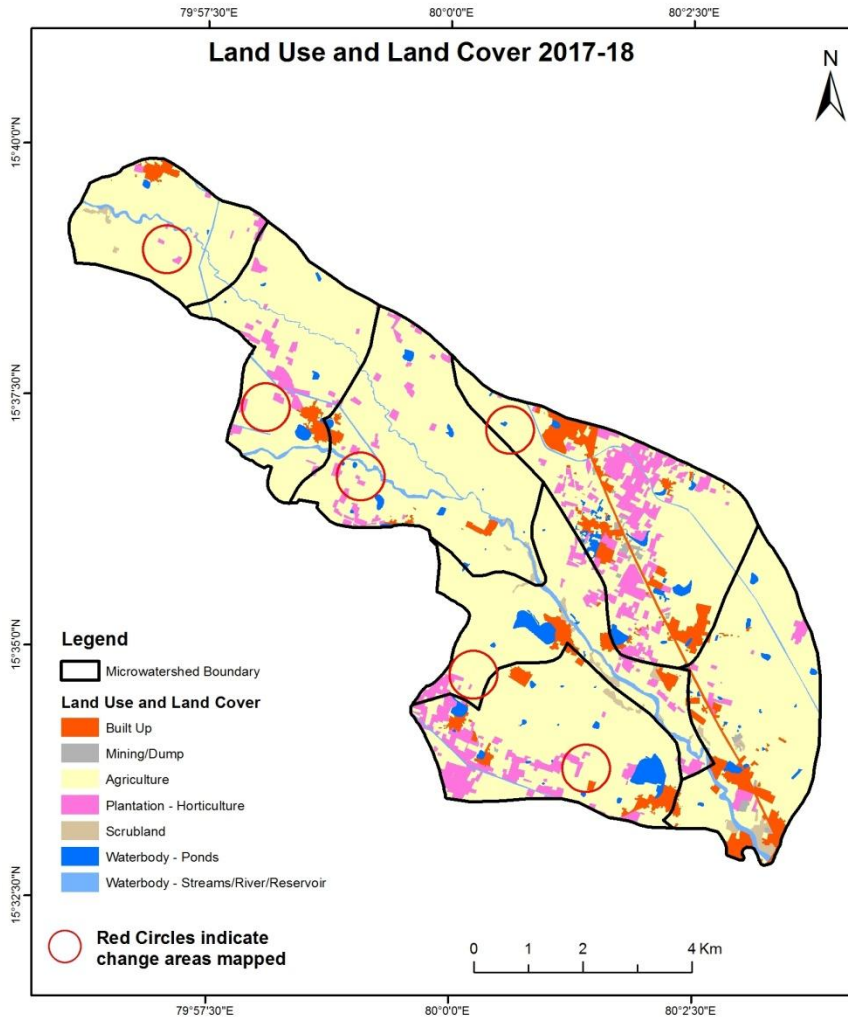 79°57'30"E 80°0'0"E 80°2'30"E
Land Use and Land Cover 2017-18
N
15°40'0"N
15°37'30"N
15°35'0"N
15°32'30"N
Legend
Microwatershed Boundary
Land Use and Land Cover
Built Up
Mining/Dump
Agriculture
Plantation - Horticulture
Scrubland
Waterbody - Ponds
Waterbody - Streams/River/Reservoir
Red Circles indicate
change areas mapped
0 1 2 4 Km
79°57'30"E 80°0'0"E 80°2'30"E